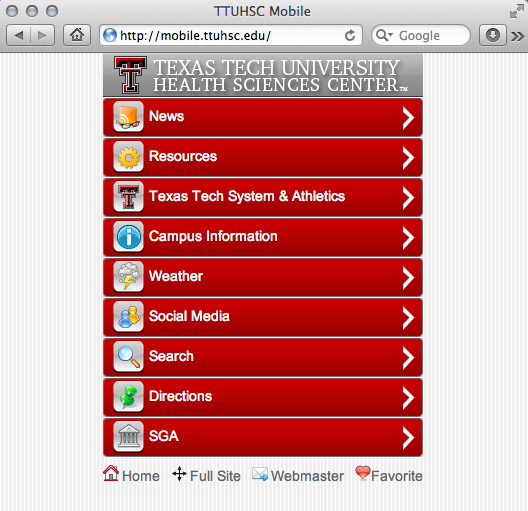 TTUHSC Mobile
http://mobile.ttuhsc.edu/
Google
TEXAS TECH UNIVERSITY
HEALTH SCIENCES CENTER™
News
Resources
Texas Tech System & Athletics
Campus Information
Weather
Social Media
Search
Directions
SGA
Home Full Site Webmaster Favorite